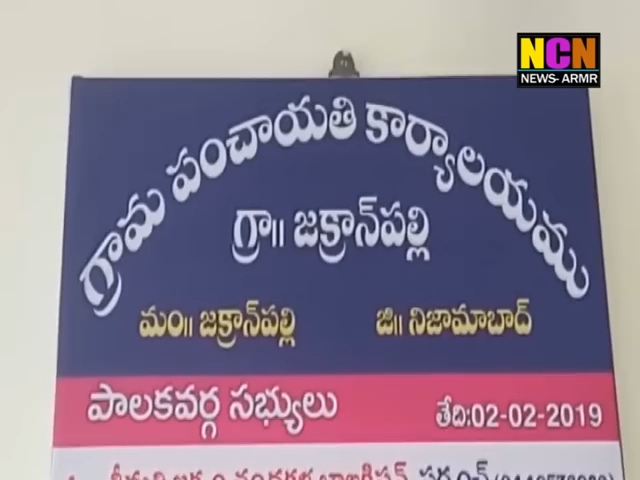 NCN
NEWS- ARMR
గ్రామ పంచాయతి కార్యాలయము
గ్రా॥ జక్రాన్‌పల్లి
మం॥ జక్రాన్‌పల్లి జి॥ నిజామాబాద్
పాలకవర్గ సభ్యులు తేది:02-02-2019